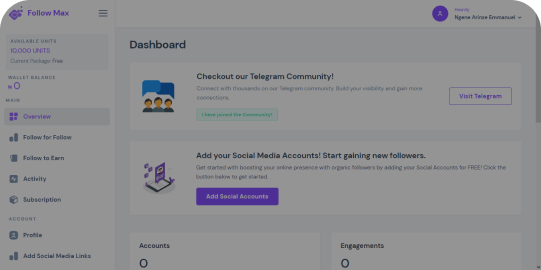 Follow Max
Howdy
Ngene Arinze Emmanuel
AVAILABLE UNITS
10,000 UNITS
Current Package: Free
WALLET BALANCE
₦ 0
MAIN
Overview
Follow for Follow
Follow to Earn
Activity
Subscription
ACCOUNT
Profile
Add Social Media Links
Dashboard
Checkout our Telegram Community!
Connect with thousands on our Telegram community. Build your visibility and gain more
connections.
I have joined the Community!
Visit Telegram
Add your Social Media Accounts! Start gaining new followers.
Get started with boosting your online presence with organic followers by adding your Social Accounts for FREE! Click the
button below to get started.
Add Social Accounts
Accounts
0
Engagements
0